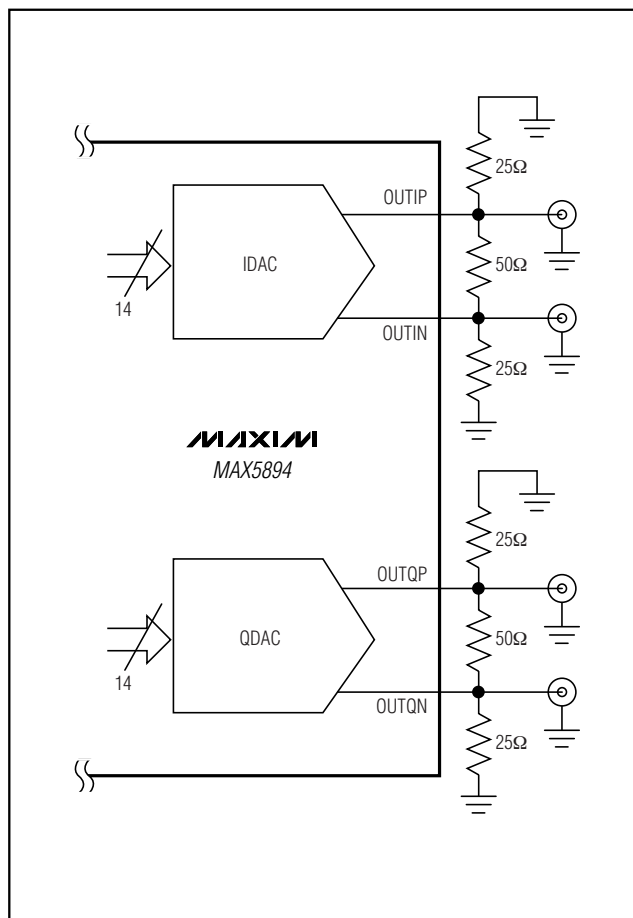 25Ω
OUTIP
IDAC
50Ω
14
OUTIN
25Ω
MAXIM
MAX5894
25Ω
OUTQP
QDAC
50Ω
14
OUTQN
25Ω